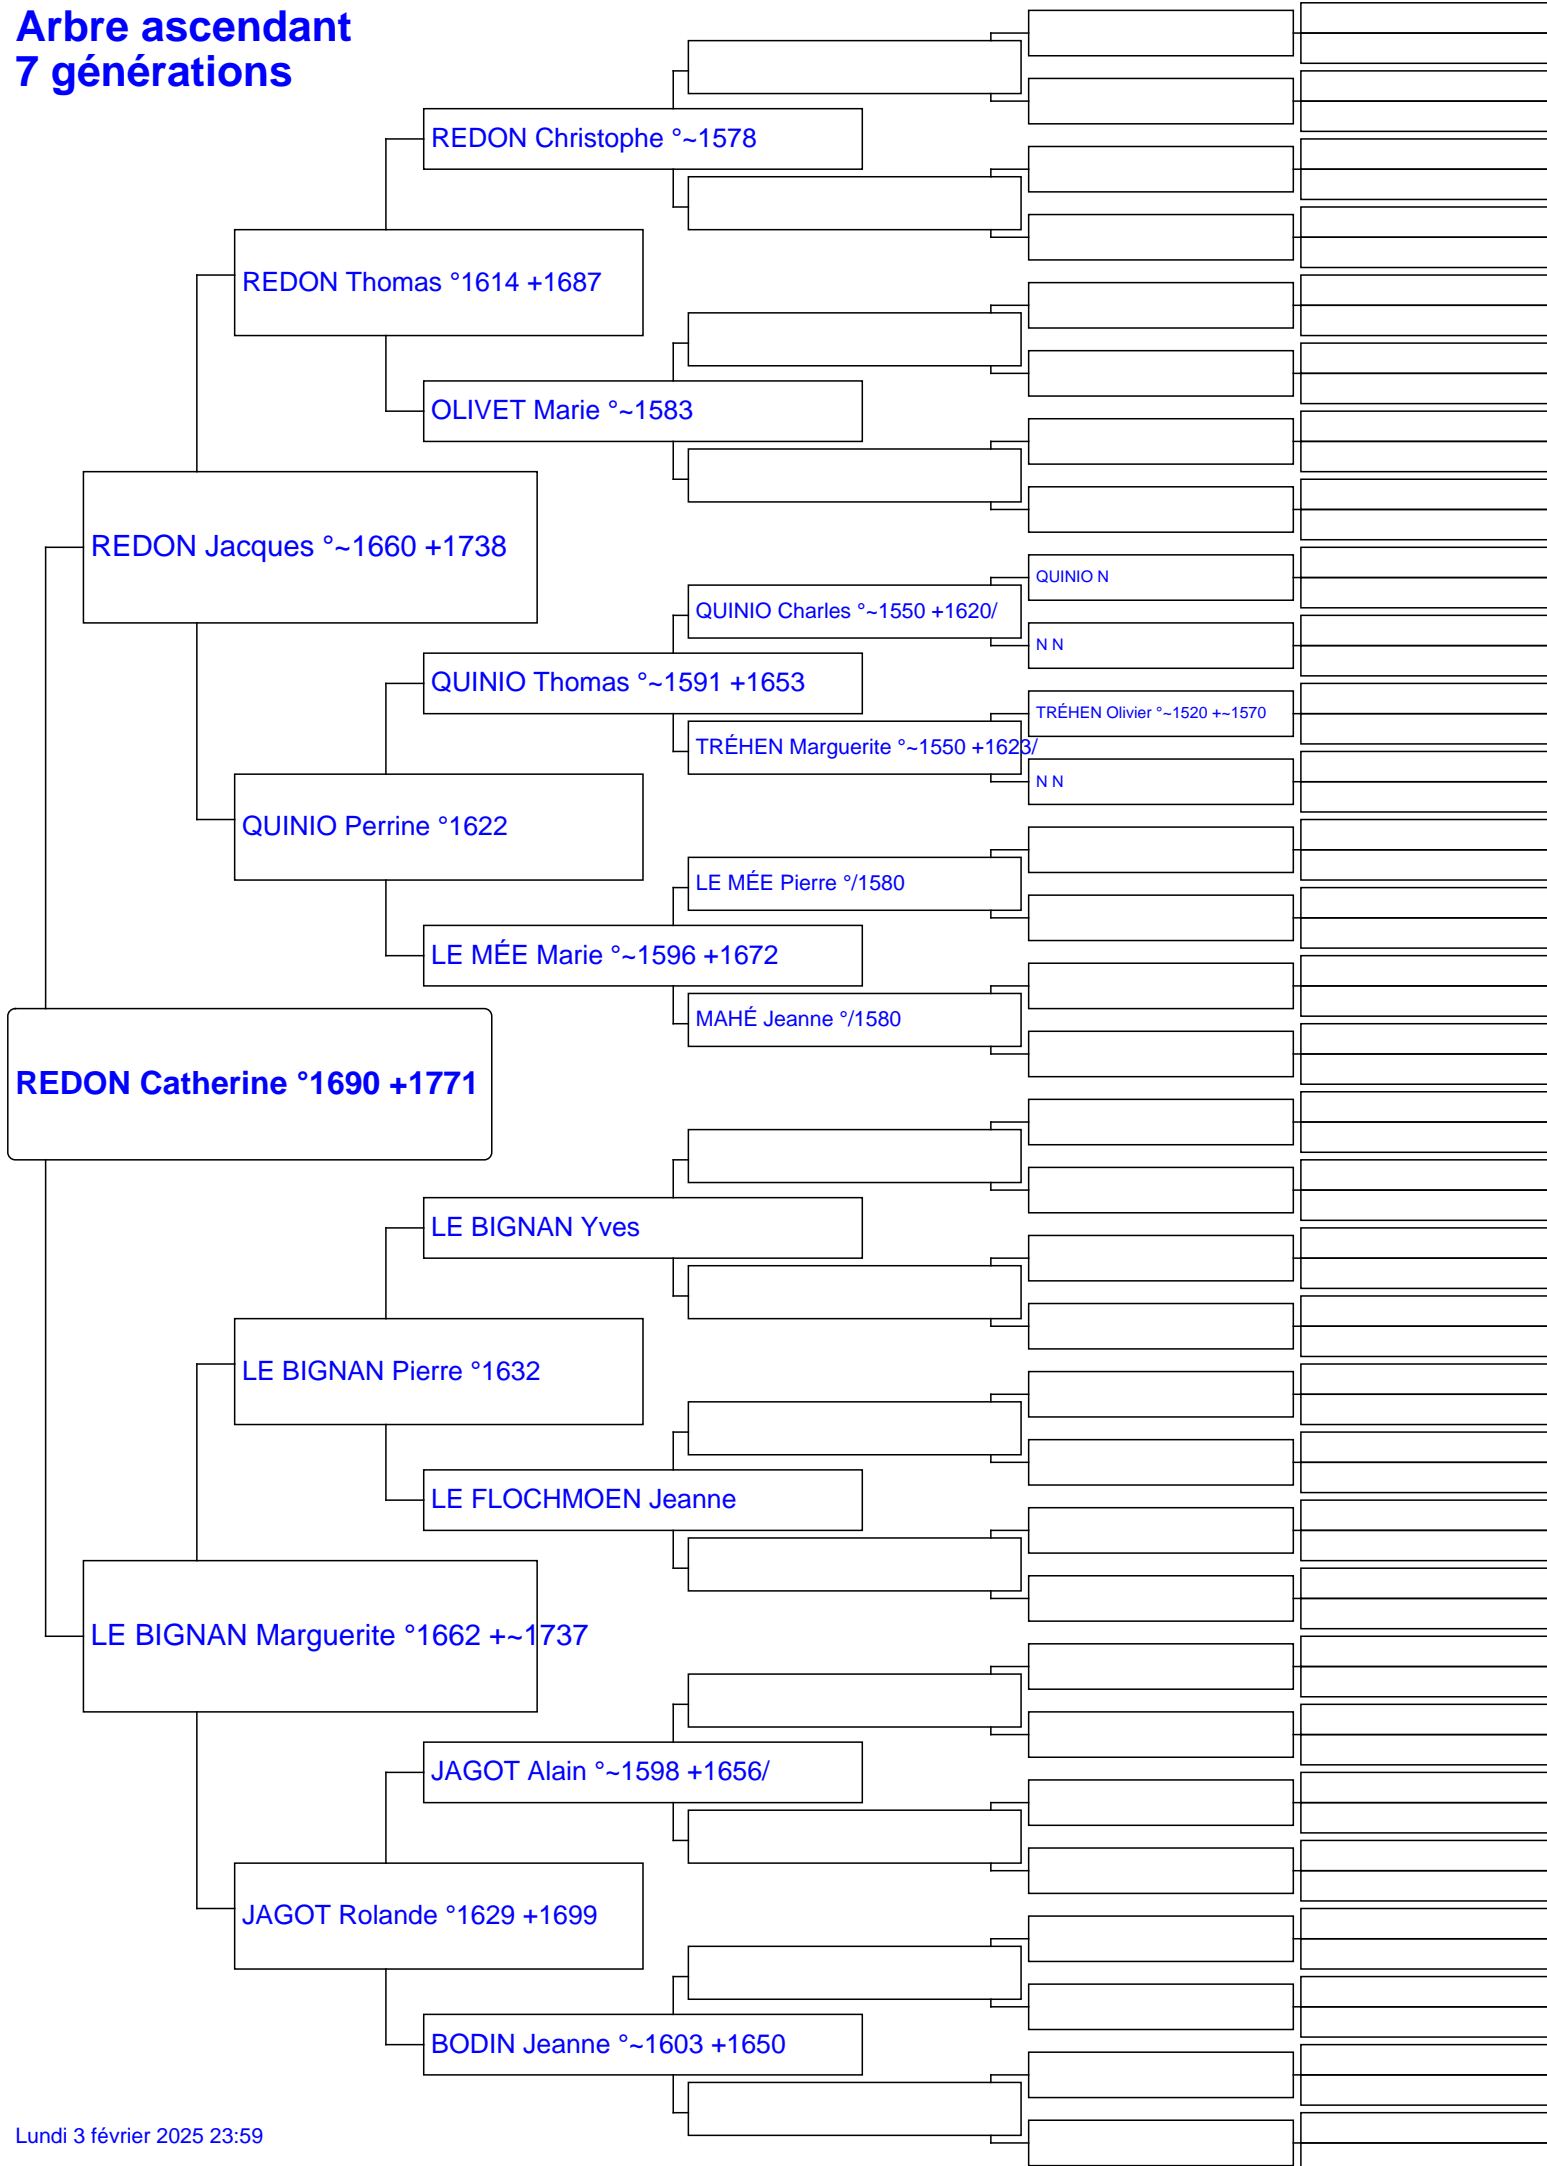 Arbre ascendant
7 générations
REDON Christophe °~1578
REDON Thomas °1614 +1687
OLIVET Marie °~1583
REDON Jacques °~1660 +1738
QUINIO N
QUINIO Charles °~1550 +1620/
N N
QUINIO Thomas °~1591 +1653
TRÉHEN Olivier °~1520 +~1570
TRÉHEN Marguerite °~1550 +1623/
N N
QUINIO Perrine °1622
LE MÉE Pierre °/1580
LE MÉE Marie °~1596 +1672
MAHÉ Jeanne °/1580
REDON Catherine °1690 +1771
LE BIGNAN Yves
LE BIGNAN Pierre °1632
LE FLOCHMOEN Jeanne
LE BIGNAN Marguerite °1662 +~1737
JAGOT Alain °~1598 +1656/
JAGOT Rolande °1629 +1699
BODIN Jeanne °~1603 +1650
Lundi 3 février 2025 23:59